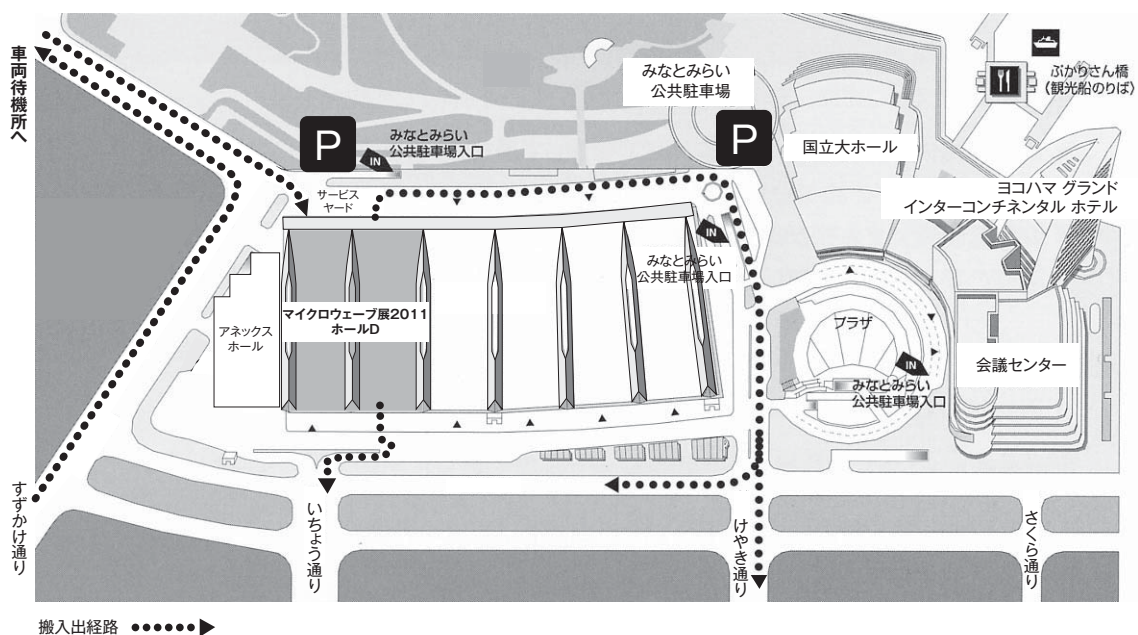 車両待機所へ
みなとみらい
公共駐車場
P
P
みなとみらい
公共駐車場入口
IN
サービス
ヤード
国立大ホール
ぷかりさん橋
(観光船のりば)
ヨコハマ グランド
インターコンチネンタル ホテル
IN
みなとみらい
公共駐車場入口
マイクロウェーブ展2011
ホールD
アネックス
ホール
プラザ
IN
みなとみらい
公共駐車場入口
会議センター
すずかけ通り
いちょう通り
けやき通り
さくら通り
搬入出経路